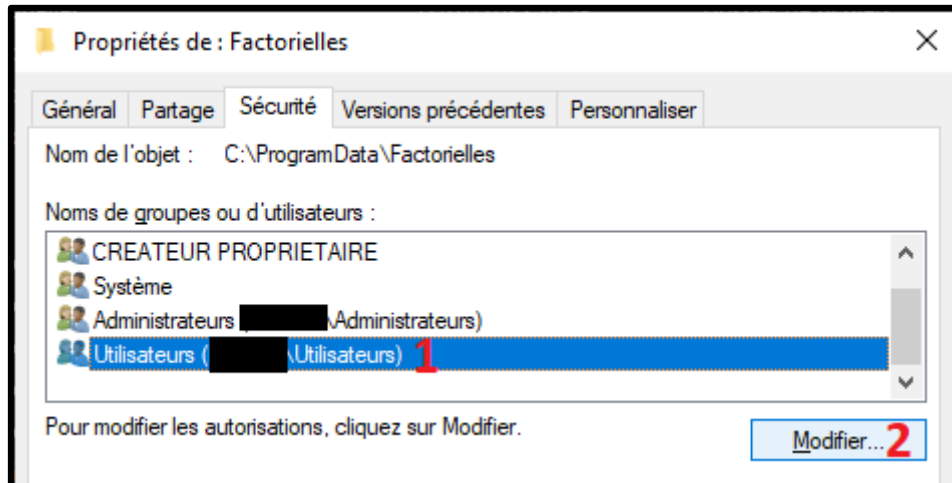 Propriétés de : Factorielles
Général Partage Sécurité Versions précédentes Personnaliser
Nom de l'objet : C:\ProgramData\Factorielles
Noms de groupes ou d'utilisateurs :
CREATEUR PROPRIETAIRE
Système
Administrateurs ( \Administrateurs)
Utilisateurs ( \Utilisateurs) 1
Pour modifier les autorisations, cliquez sur Modifier.
Modifier... 2